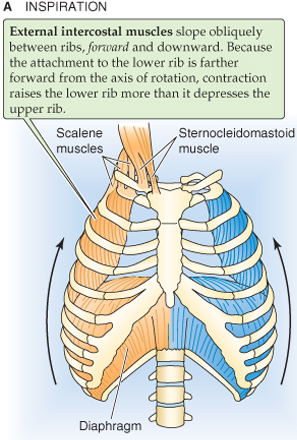 A INSPIRATION
External intercostal muscles slope obliquely
between ribs, forward and downward. Because
the attachment to the lower rib is farther
forward from the axis of rotation, contraction
raises the lower rib more than it depresses the
upper rib.
Scalene
muscles
Sternocleidomastoid
muscle
Diaphragm